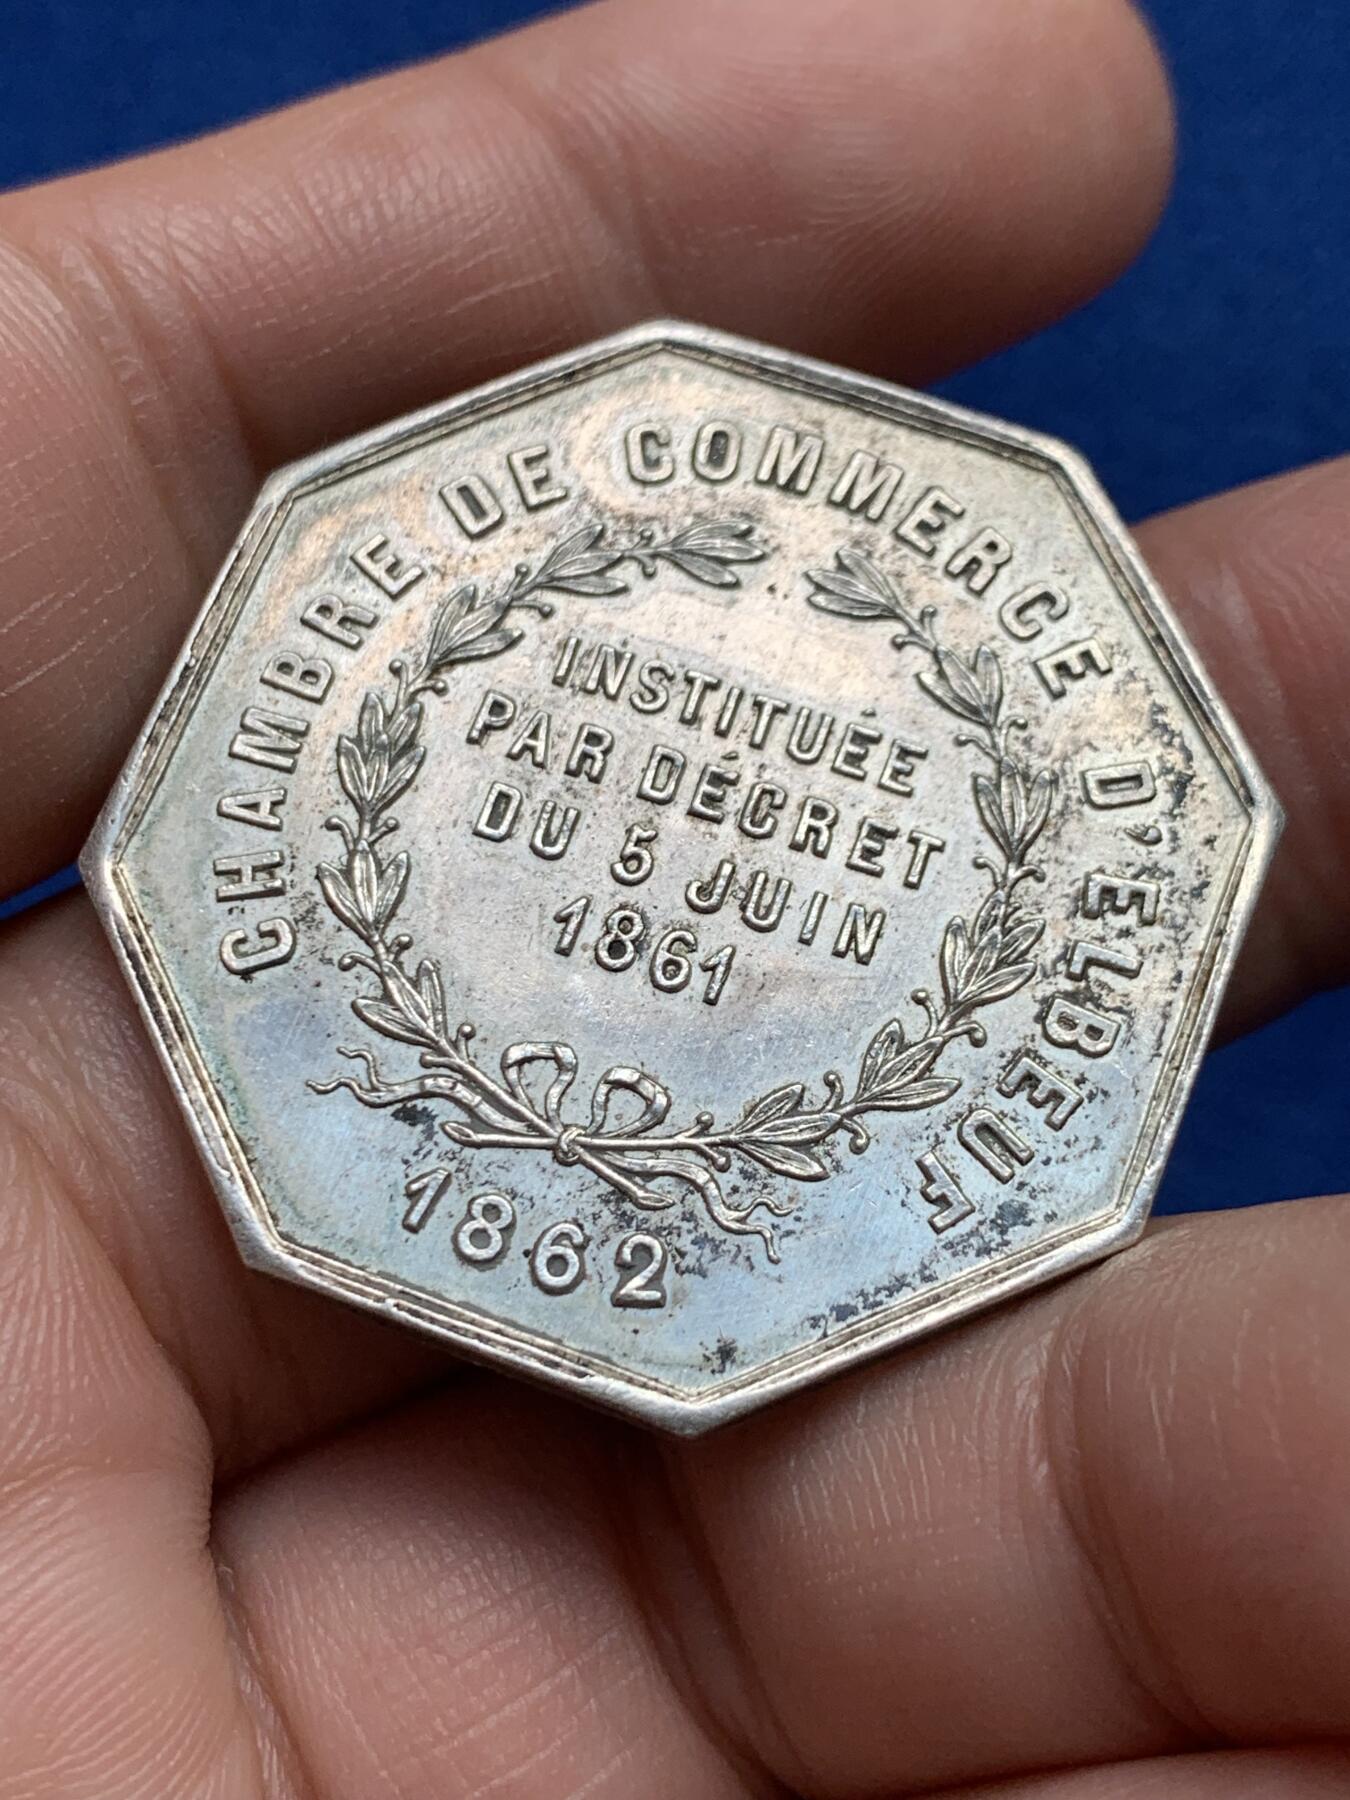 CHAMBRE DE COMMERCE D'ELBEUF
INSTITUÉE
PAR DÉCRET
DU 5 JUIN
1861
1862